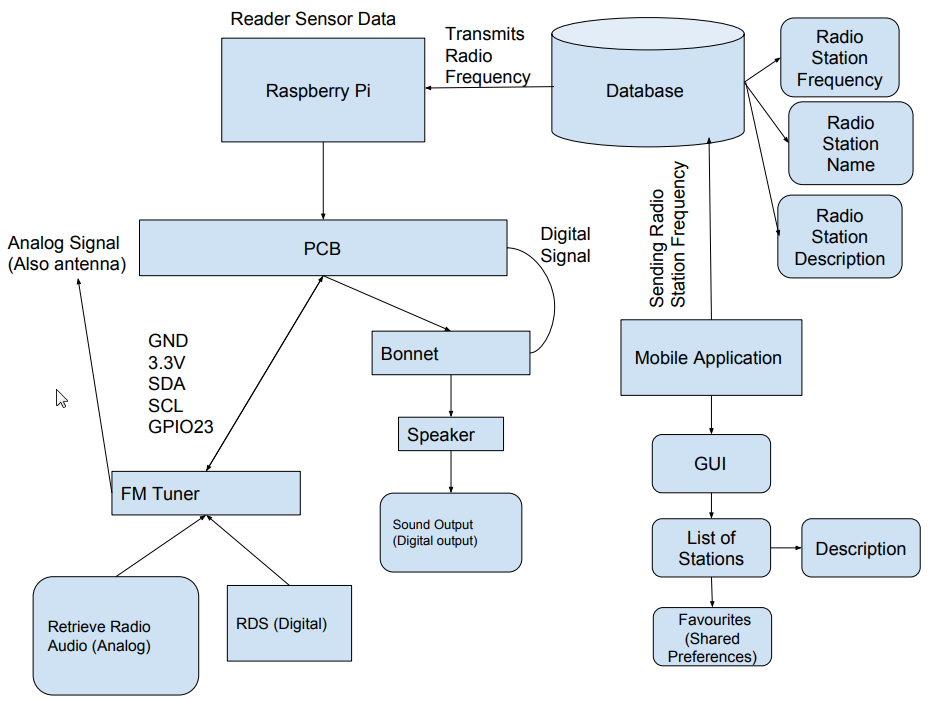 Reader Sensor Data
Raspberry Pi
Transmits
Radio
Frequency
Database
Radio
Station
Frequency
Radio
Station
Name
Radio
Station
Description
PCB
Analog Signal
(Also antenna)
Digital
Signal
Sending Radio
Station Frequency
GND
3.3V
SDA
SCL
GPIO23
Bonnet
Mobile Application
Speaker
GUI
FM Tuner
Sound Output
(Digital output)
List of
Stations
Description
Retrieve Radio
Audio (Analog)
RDS (Digital)
Favourites
(Shared
Preferences)